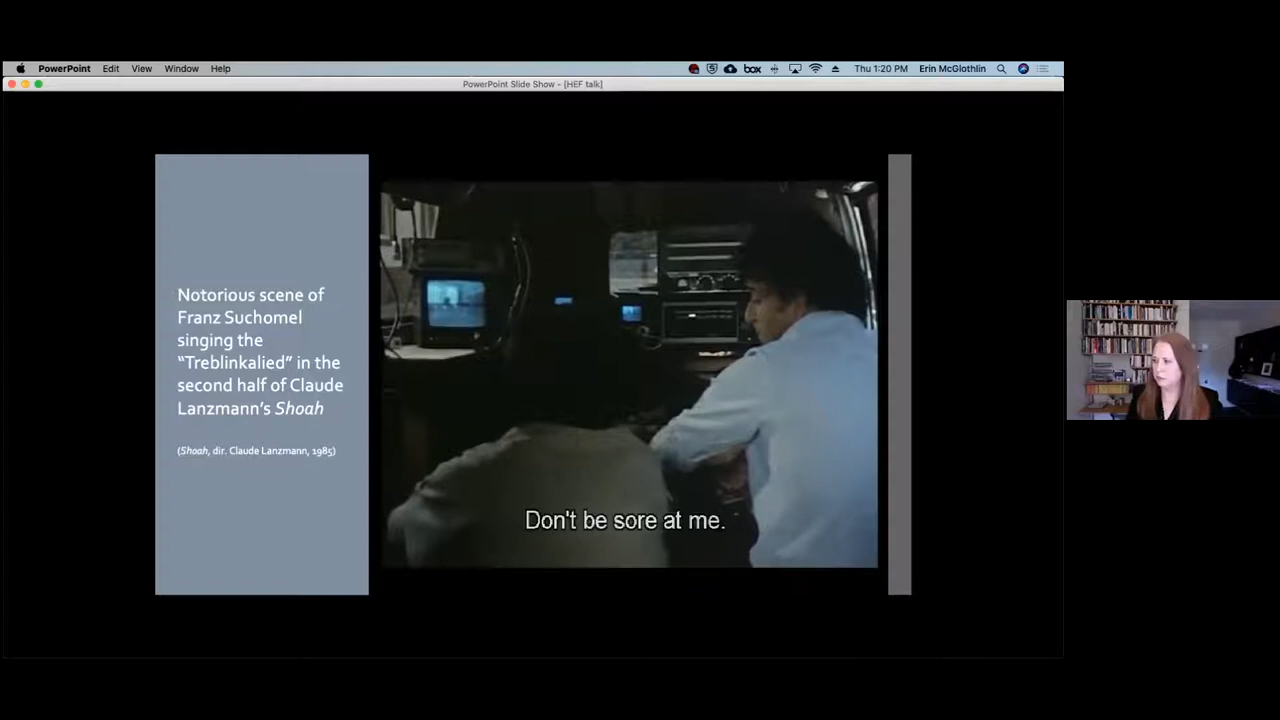 PowerPoint Edit View Window Help box Thu 1:20 PM Erin McGlothlin
PowerPoint Slide Show - [HEF talk]
Notorious scene of
Franz Suchomel
singing the
“Treblinkalied” in the
second half of Claude
Lanzmann’s Shoah
(Shoah, dir. Claude Lanzmann, 1985)
Don't be sore at me.